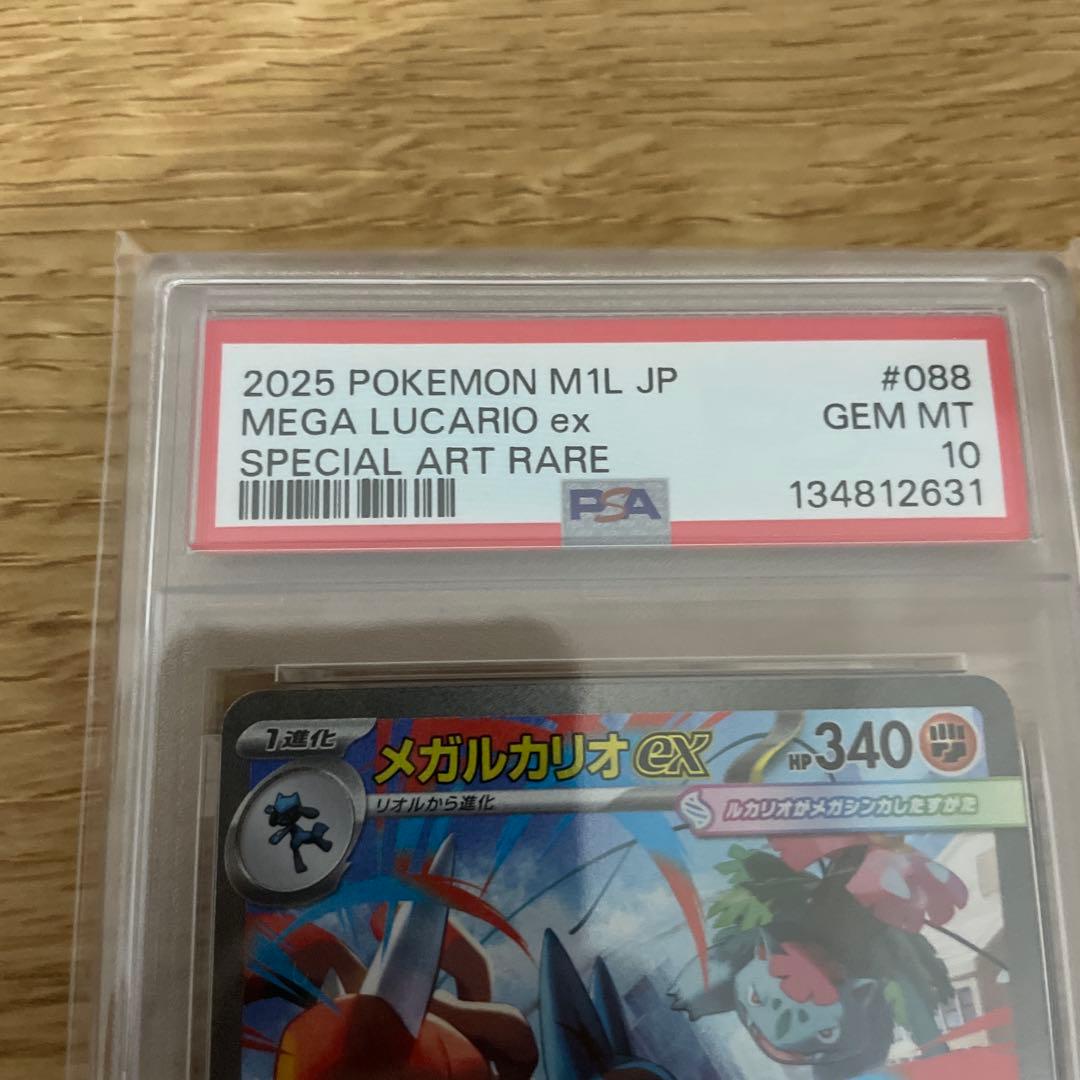 2025 POKEMON M1L JP #088
MEGA LUCARIO ex GEM MT
SPECIAL ART RARE 10
PSA 134812631
1進化 メガルカリオex HP340
リオルから進化
ルカリオがメガシンカしたすがた